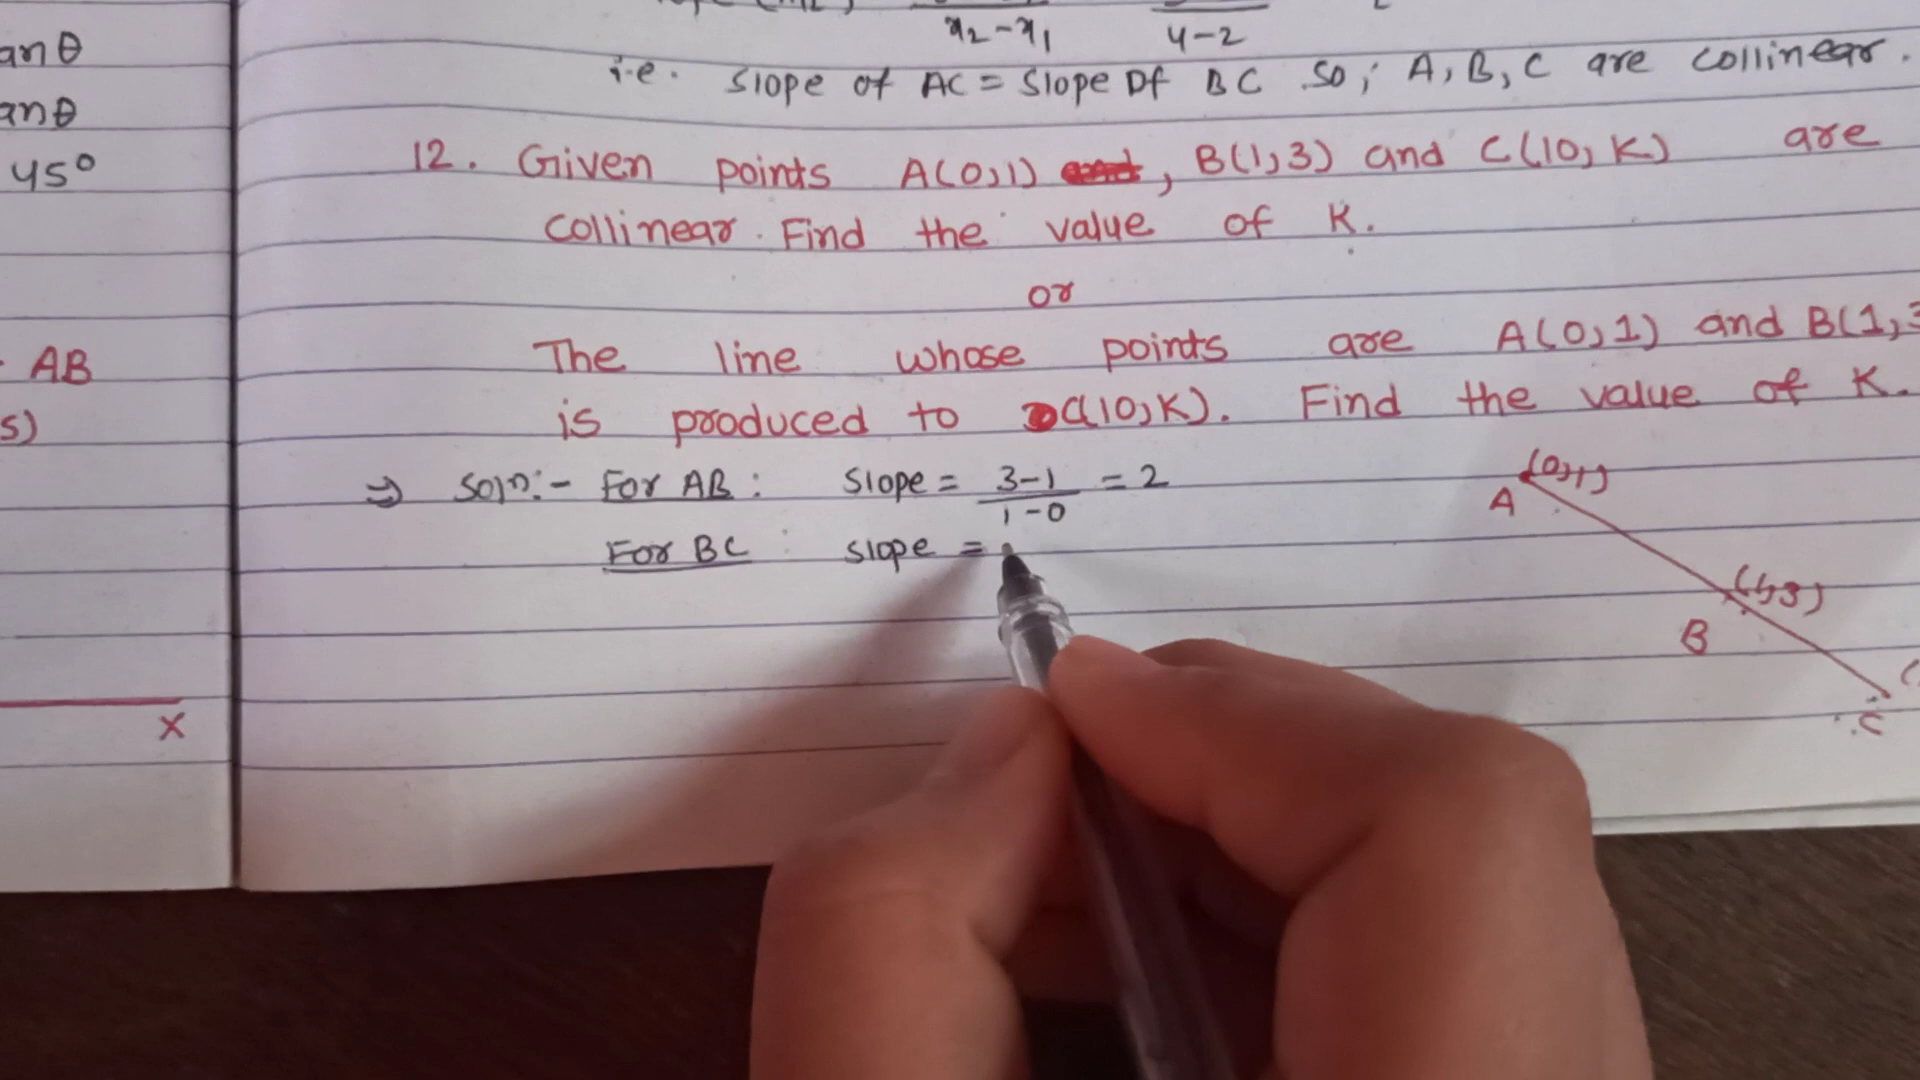 anθ
anθ
45°
AB
s)
x
x₂-x₁ 4-2
i.e. slope of AC = slope of BC so; A, B, C are collinear.
12. Given points A(0,1) , B(1,3) and C(10, K) are
collinear. Find the value of K.
or
The line whose points are A(0,1) and B(1,3
is produced to C(10,K). Find the value of K.
⇒ Soln:- For AB: Slope = 3-1 / 1-0 = 2
For BC : slope =
(0,1)
A
(1,3)
B
C